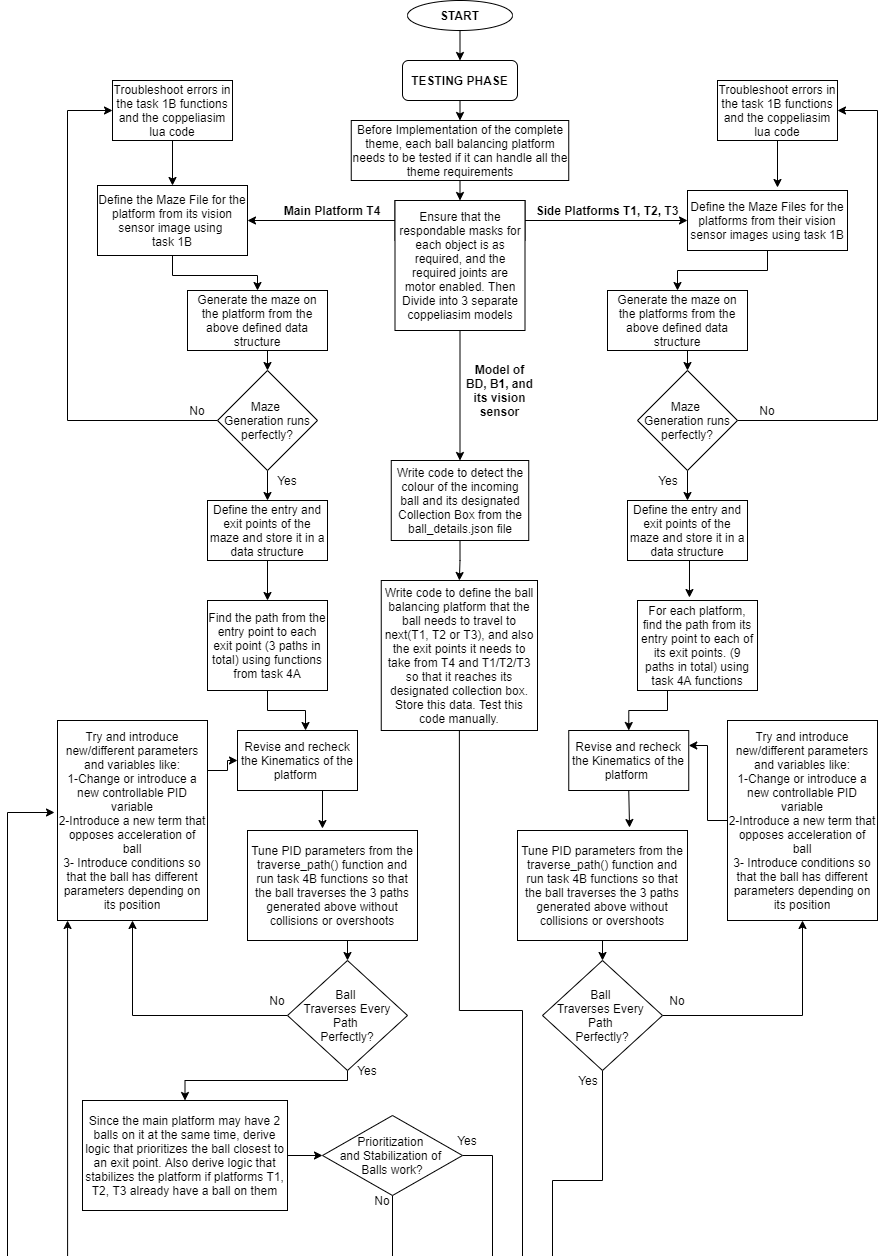 START
TESTING PHASE
Before Implementation of the complete
theme, each ball balancing platform
needs to be tested if it can handle all the
theme requirements
Troubleshoot errors in
the task 1B functions
and the coppeliasim
lua code
Troubleshoot errors in
the task 1B functions
and the coppeliasim
lua code
Define the Maze File for the
platform from its vision
sensor image using
task 1B
Main Platform T4
Ensure that the
respondable masks for
each object is as
required, and the
required joints are
motor enabled. Then
Divide into 3 separate
coppeliasim models
Side Platforms T1, T2, T3
Define the Maze Files for the
platforms from their vision
sensor images using task 1B
Generate the maze on
the platform from the
above defined data
structure
Generate the maze on
the platforms from the
above defined data
structure
Model of
BD, B1, and
its vision
sensor
No
Maze
Generation runs
perfectly?
Yes
Maze
Generation runs
perfectly?
No
Yes
Write code to detect the
colour of the incoming
ball and its designated
Collection Box from the
ball_details.json file
Define the entry and
exit points of the
maze and store it in a
data structure
Define the entry and
exit points of the
maze and store it in a
data structure
Find the path from the
entry point to each
exit point (3 paths in
total) using functions
from task 4A
Write code to define the ball
balancing platform that the
ball needs to travel to
next(T1, T2 or T3), and also
the exit points it needs to
take from T4 and T1/T2/T3
so that it reaches its
designated collection box.
Store this data. Test this
code manually.
For each platform,
find the path from its
entry point to each of
its exit points. (9
paths in total) using
task 4A functions
Try and introduce
new/different parameters
and variables like:
1-Change or introduce a
new controllable PID
variable
2-Introduce a new term that
opposes acceleration of
ball
3- Introduce conditions so
that the ball has different
parameters depending on
its position
Revise and recheck
the Kinematics of the
platform
Revise and recheck
the Kinematics of the
platform
Try and introduce
new/different parameters
and variables like:
1-Change or introduce a
new controllable PID
variable
2-Introduce a new term that
opposes acceleration of
ball
3- Introduce conditions so
that the ball has different
parameters depending on
its position
Tune PID parameters from the
traverse_path() function and
run task 4B functions so that
the ball traverses the 3 paths
generated above without
collisions or overshoots
Tune PID parameters from the
traverse_path() function and
run task 4B functions so that
the ball traverses the 3 paths
generated above without
collisions or overshoots
No
Ball
Traverses Every
Path
Perfectly?
Yes
Ball
Traverses Every
Path
Perfectly?
No
Yes
Since the main platform may have 2
balls on it at the same time, derive
logic that prioritizes the ball closest to
an exit point. Also derive logic that
stabilizes the platform if platforms T1,
T2, T3 already have a ball on them
Prioritization
and Stabilization of
Balls work?
Yes
No